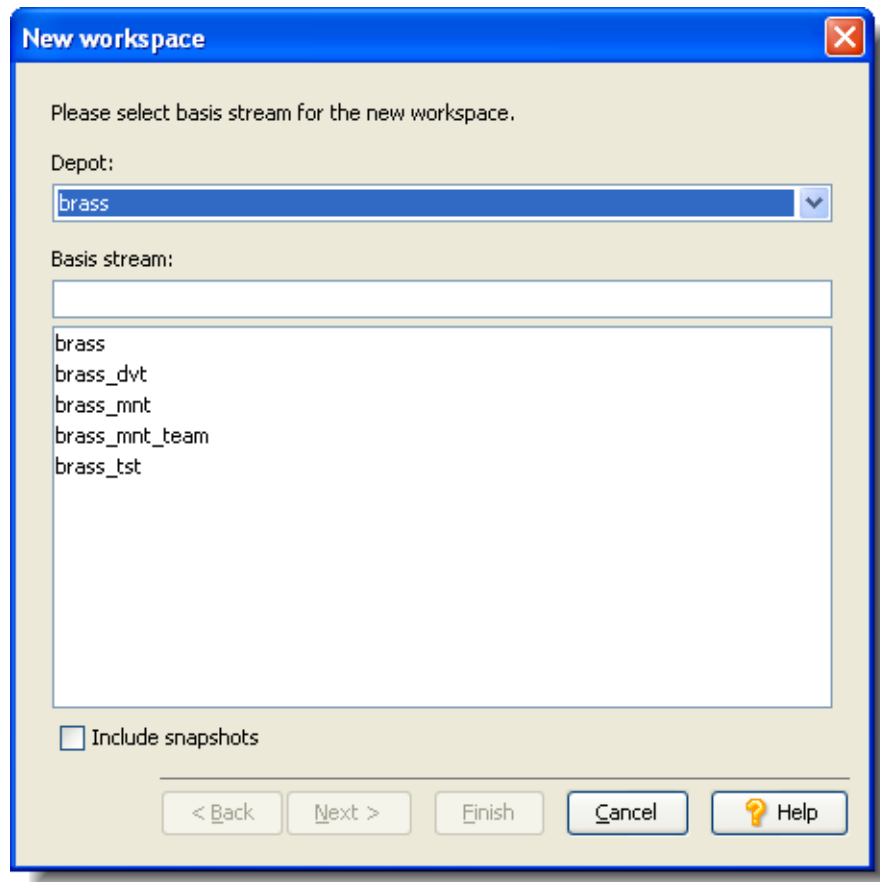 New workspace
Please select basis stream for the new workspace.
Depot:
brass
Basis stream:
brass
brass_dvt
brass_mnt
brass_mnt_team
brass_tst
Include snapshots
< Back Next > Finish Cancel Help